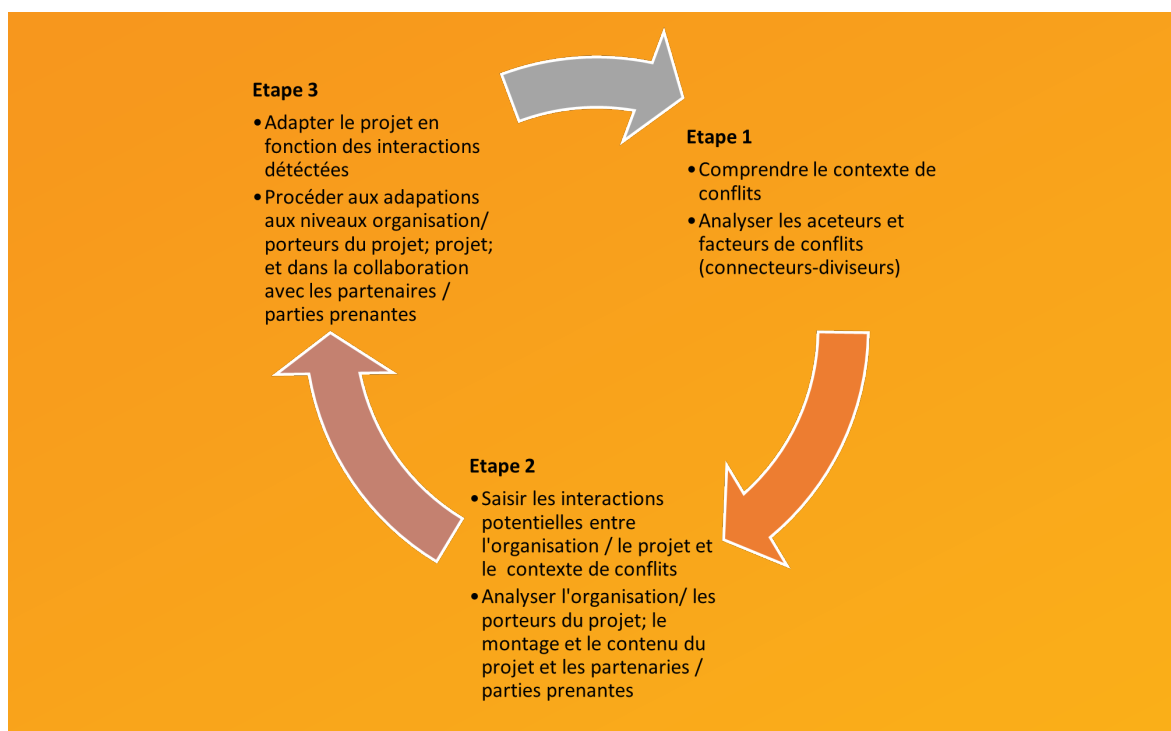 Etape 3
•Adapter le projet en
fonction des interactions
détéctées
•Procéder aux adapations
aux niveaux organisation/
porteurs du projet; projet;
et dans la collaboration
avec les partenaires /
parties prenantes
Etape 1
•Comprendre le contexte de
conflits
•Analyser les aceteurs et
facteurs de conflits
(connecteurs-diviseurs)
Etape 2
•Saisir les interactions
potentielles entre
l'organisation / le projet et
le  contexte de conflits
•Analyser l'organisation/ les
porteurs du projet; le
montage et le contenu du
projet et les partenaries /
parties prenantes